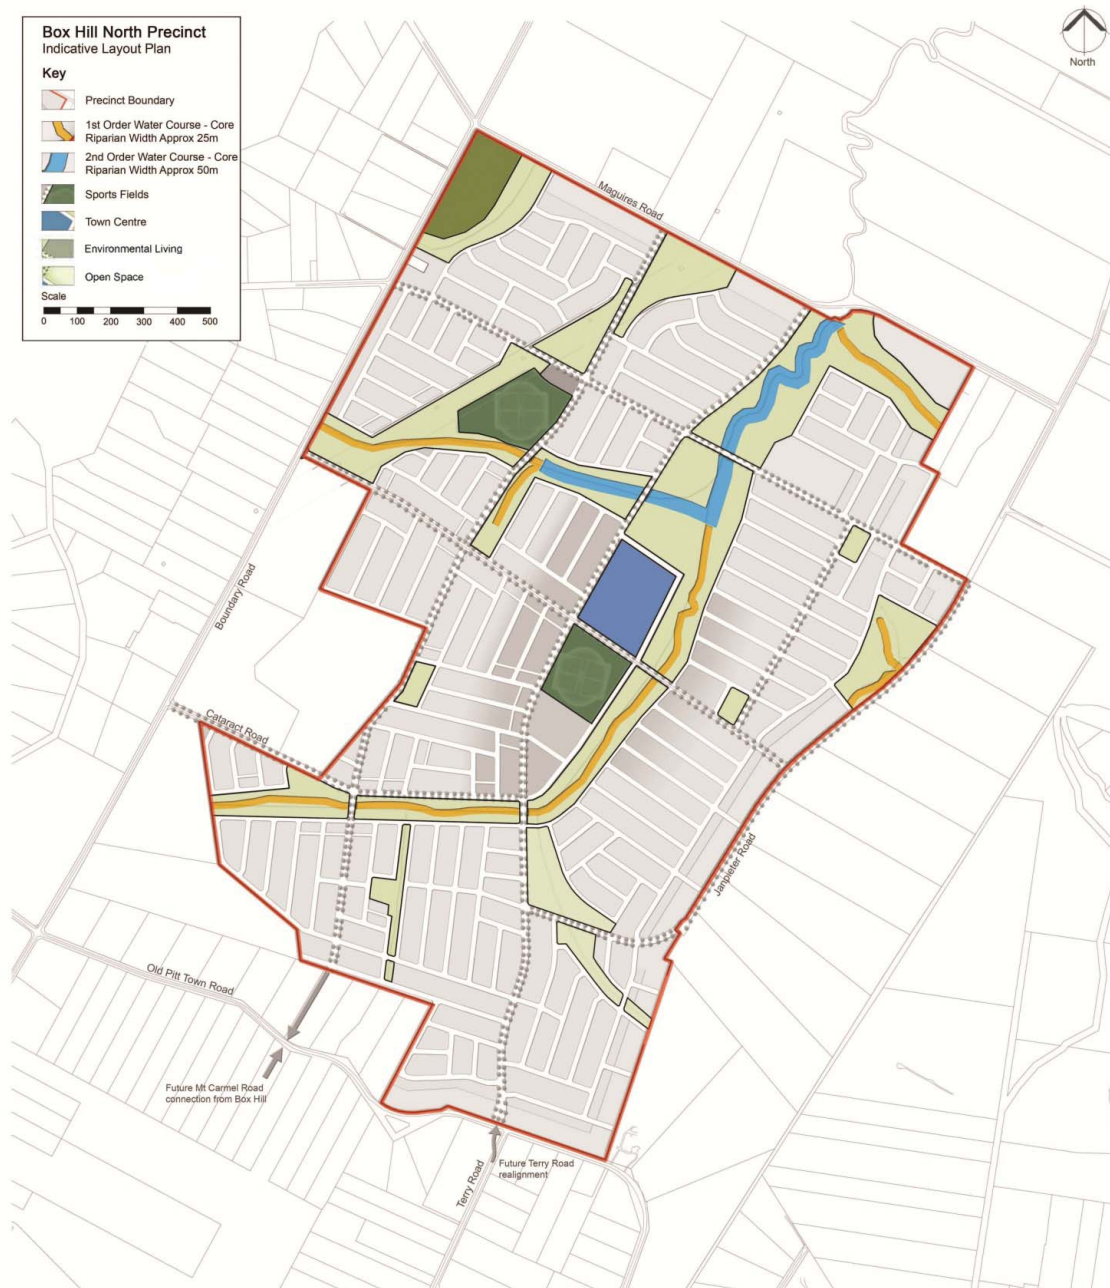 Box Hill North Precinct
Indicative Layout Plan
Key
Precinct Boundary
1st Order Water Course - Core
Riparian Width Approx 25m
2nd Order Water Course - Core
Riparian Width Approx 50m
Sports Fields
Town Centre
Environmental Living
Open Space
Scale
0 100 200 300 400 500
North
Maguires Road
Boundary Road
Cataract Road
Janpieter Road
Old Pitt Town Road
Future Mt Carmel Road
connection from Box Hill
Future Terry Road
realignment
Terry Road